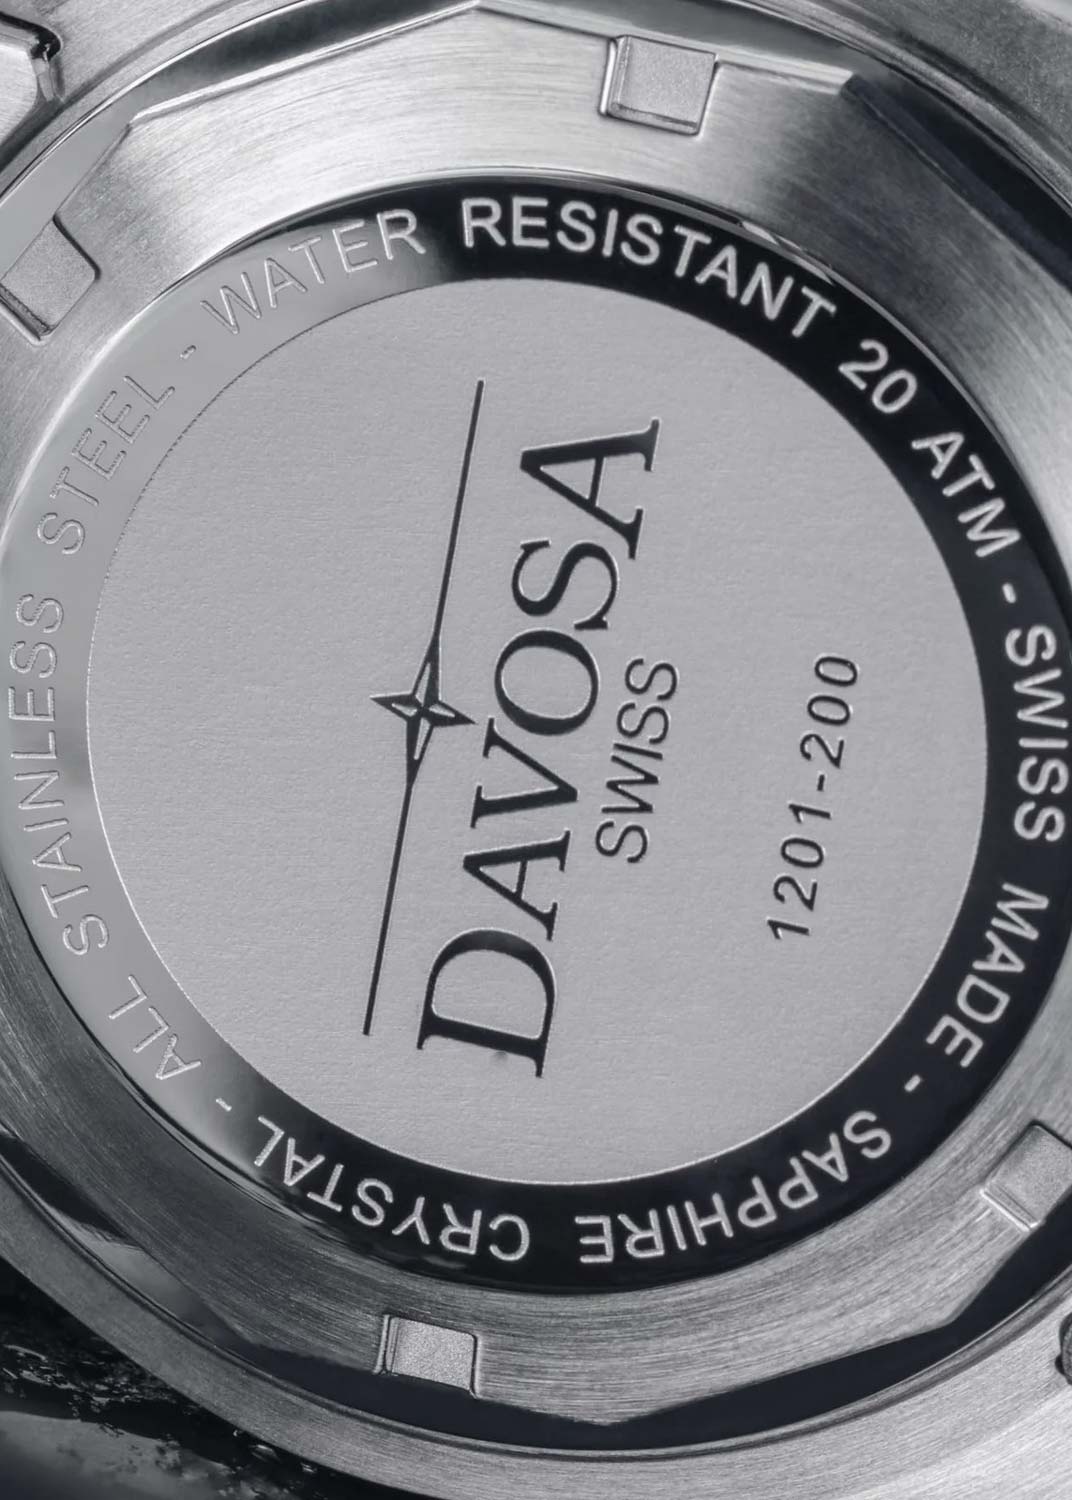 DAVOSA
SWISS
1201-200
ALL STAINLESS STEEL - WATER RESISTANT 20 ATM - SWISS MADE - SAPPHIRE CRYSTAL -